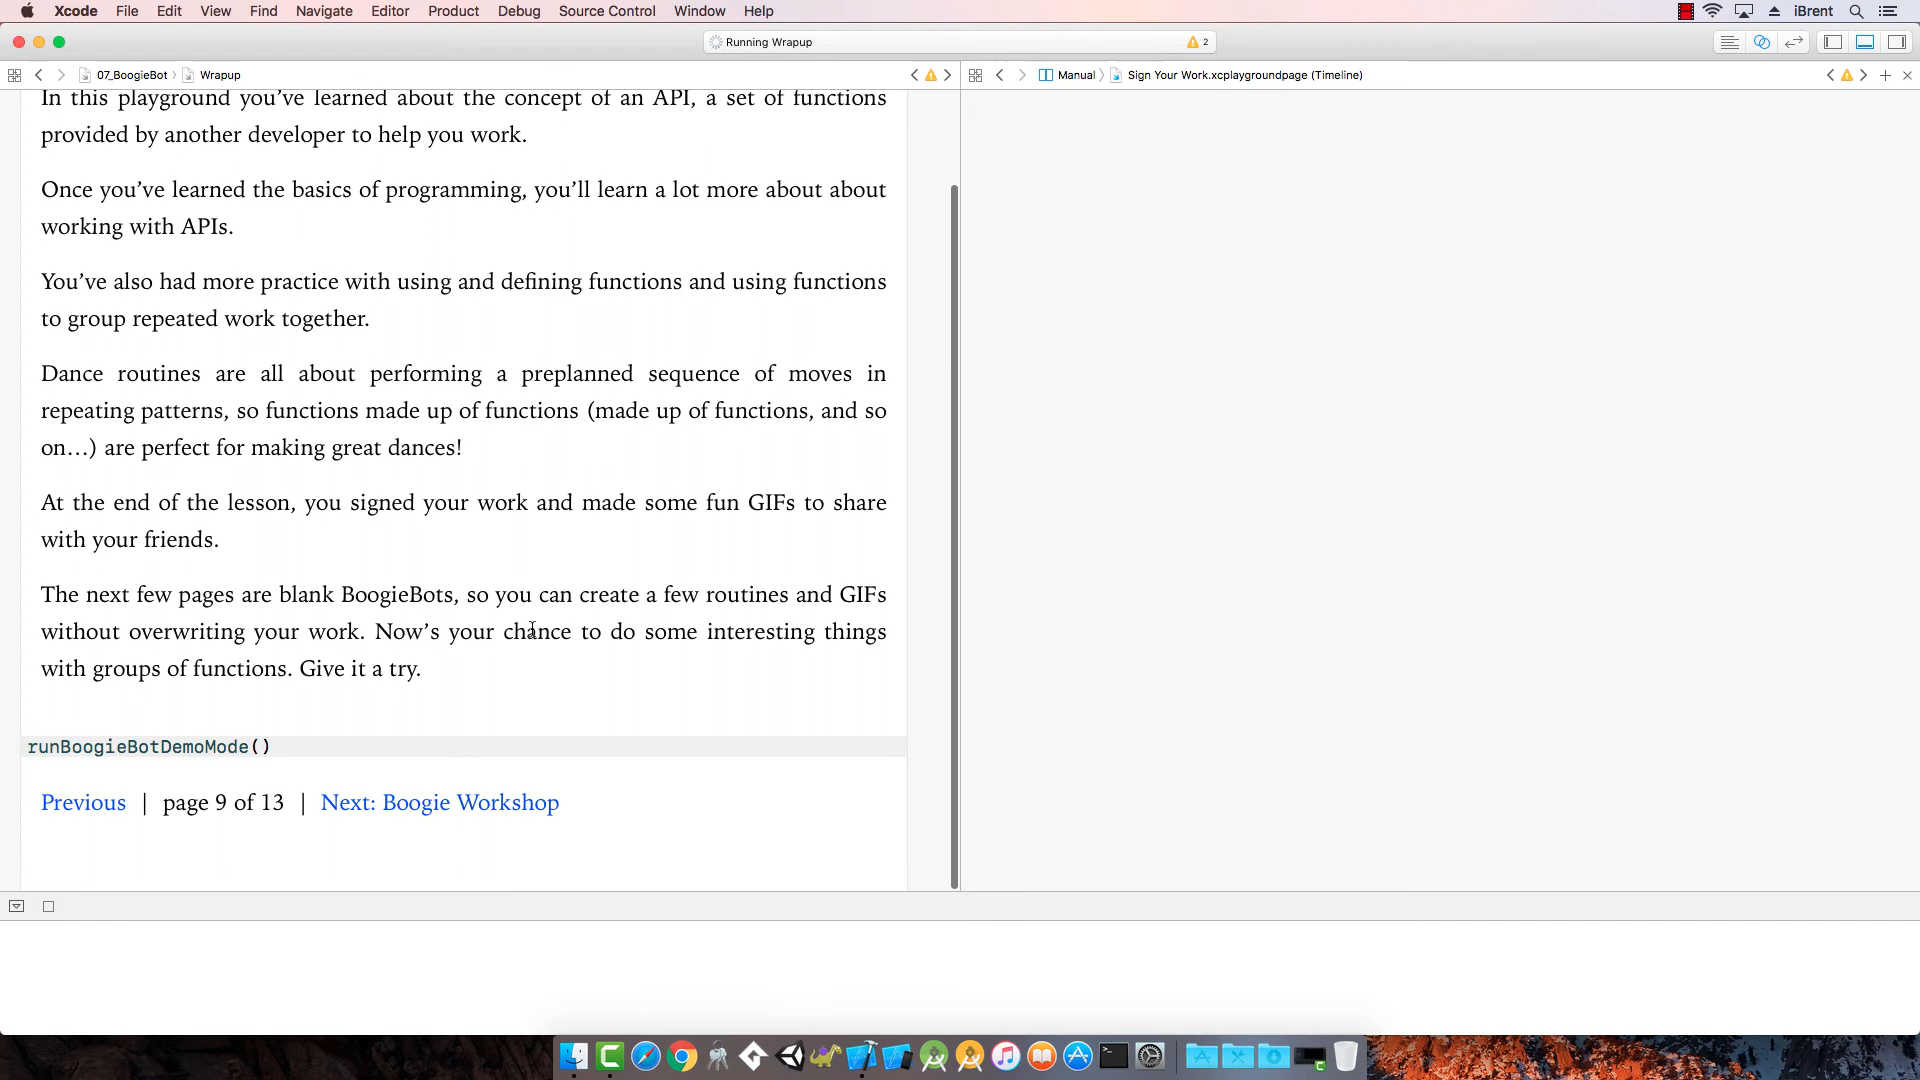 Xcode File Edit View Find Navigate Editor Product Debug Source Control Window Help iBrent
Running Wrapup 2
07_BoogieBot Wrapup
Manual Sign Your Work.xcplaygroundpage (Timeline)
In this playground you’ve learned about the concept of an API, a set of functions
provided by another developer to help you work.
Once you’ve learned the basics of programming, you’ll learn a lot more about about
working with APIs.
You’ve also had more practice with using and defining functions and using functions
to group repeated work together.
Dance routines are all about performing a preplanned sequence of moves in
repeating patterns, so functions made up of functions (made up of functions, and so
on…) are perfect for making great dances!
At the end of the lesson, you signed your work and made some fun GIFs to share
with your friends.
The next few pages are blank BoogieBots, so you can create a few routines and GIFs
without overwriting your work. Now’s your chance to do some interesting things
with groups of functions. Give it a try.
runBoogieBotDemoMode()
Previous | page 9 of 13 | Next: Boogie Workshop